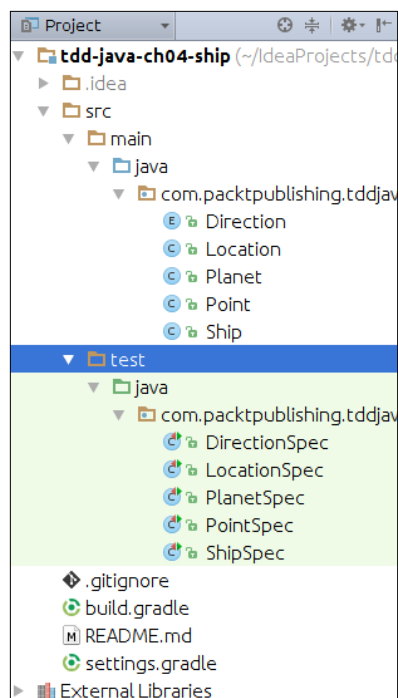 Project
tdd-java-ch04-ship (~/IdeaProjects/tdd
.idea
src
main
java
com.packtpublishing.tddjav
E Direction
C Location
C Planet
C Point
C Ship
test
java
com.packtpublishing.tddjav
C DirectionSpec
C LocationSpec
C PlanetSpec
C PointSpec
C ShipSpec
.gitignore
build.gradle
M README.md
settings.gradle
External Libraries